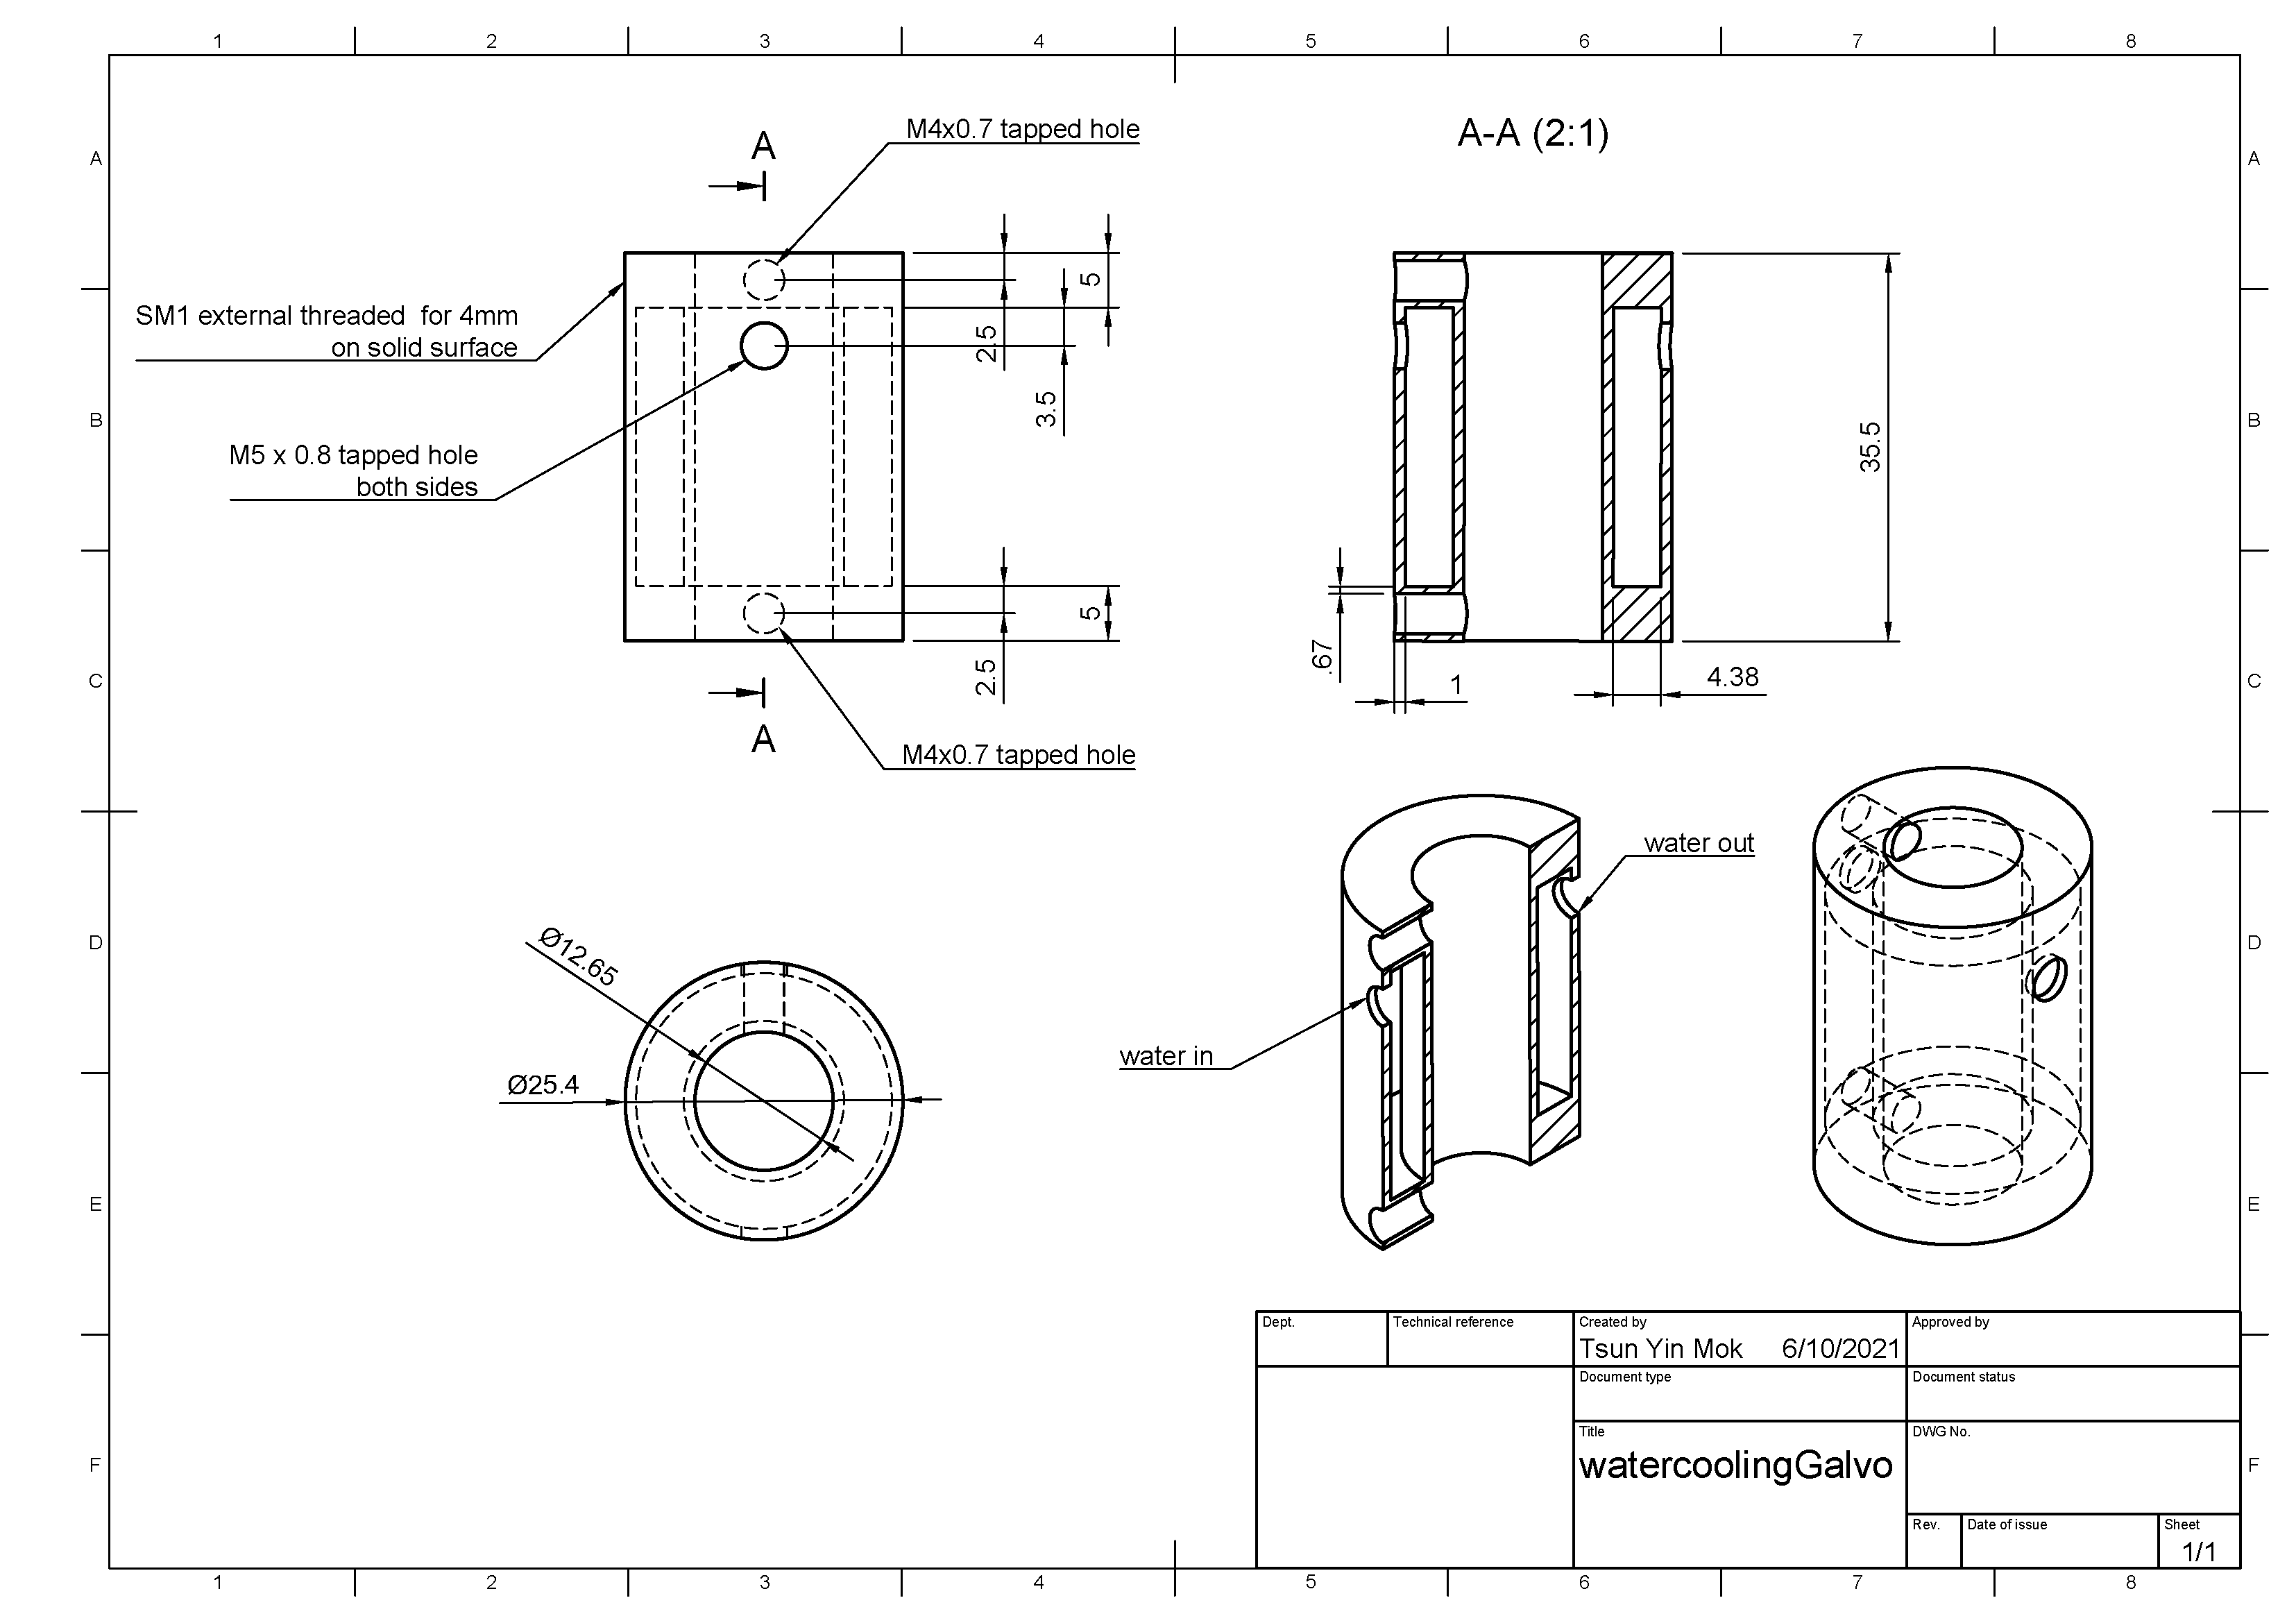 1 2 3 4 5 6 7 8
A A
B B
C C
D D
E E
F F
A
M4x0.7 tapped hole
SM1 external threaded for 4mm
on solid surface
M5 x 0.8 tapped hole
both sides
5
2.5
3.5
5
2.5
A
M4x0.7 tapped hole
A-A (2:1)
35.5
.67
1
4.38
Ø12.65
Ø25.4
water in
water out
Dept.
Technical reference
Created by
Tsun Yin Mok 6/10/2021
Approved by
Document type
Document status
Title
watercoolingGalvo
DWG No.
Rev.
Date of issue
Sheet
1/1
1 2 3 4 5 6 7 8